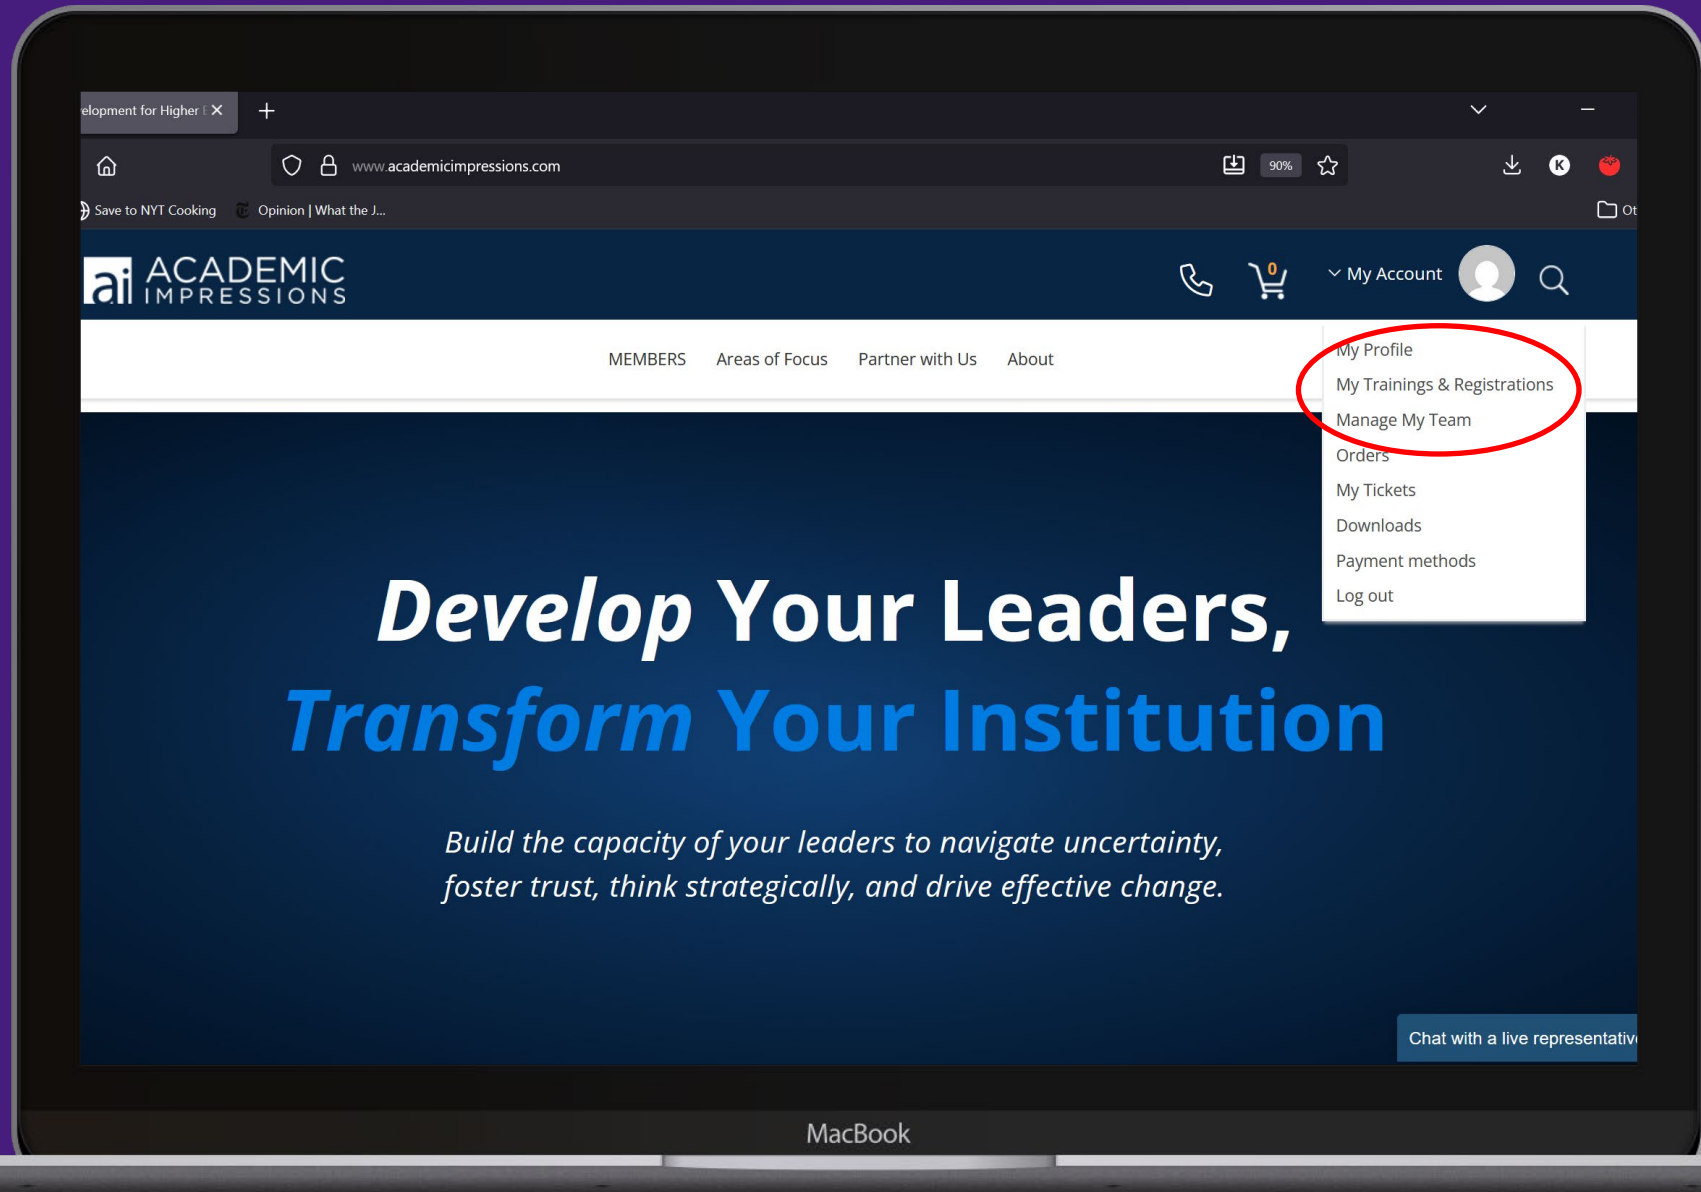 elopment for Higher E
www.academicimpressions.com
90%
K
Save to NYT Cooking
Opinion | What the J...
Ot
ai ACADEMIC
IMPRESSIONS
0
My Account
MEMBERS Areas of Focus Partner with Us About
My Profile
My Trainings & Registrations
Manage My Team
Orders
My Tickets
Downloads
Payment methods
Log out
Develop Your Leaders,
Transform Your Institution
Build the capacity of your leaders to navigate uncertainty,
foster trust, think strategically, and drive effective change.
Chat with a live representativ
MacBook